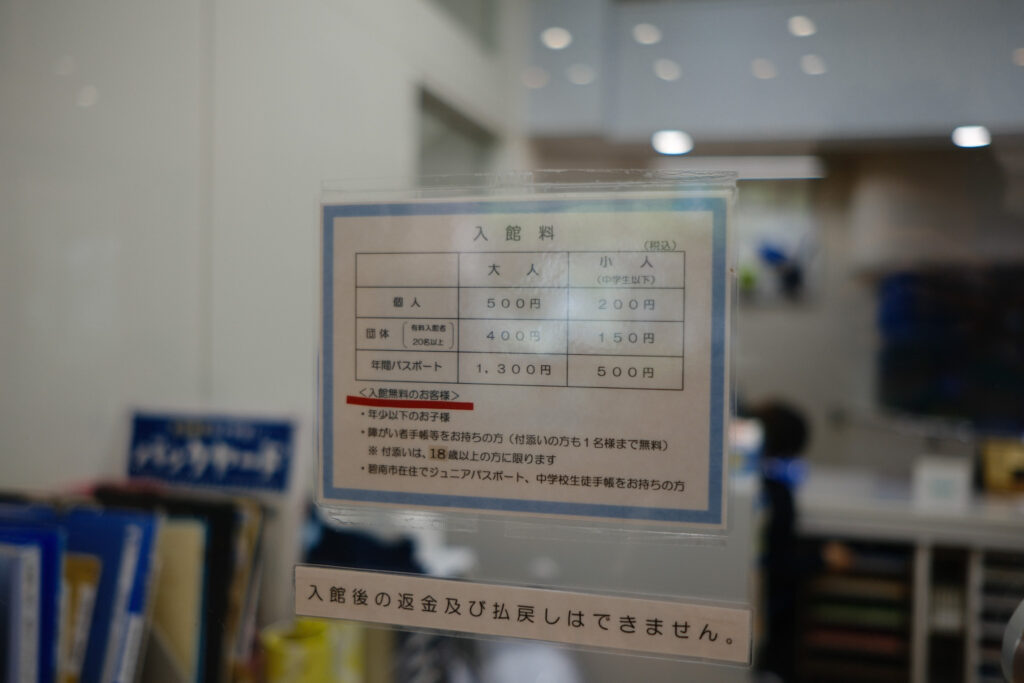 入館料
（税込）
大人 小人
（中学生以下）
個人 500円 200円
団体 有料入館者 20名以上 400円 150円
年間パスポート 1,300円 500円
＜入館無料のお客様＞
・年少以下のお子様
・障がい者手帳等をお持ちの方（付添いの方も１名様まで無料）
※ 付添いは、18歳以上の方に限ります
・碧南市在住でジュニアパスポート、中学校生徒手帳をお持ちの方
バックヤード
入館後の返金及び払戻しはできません。